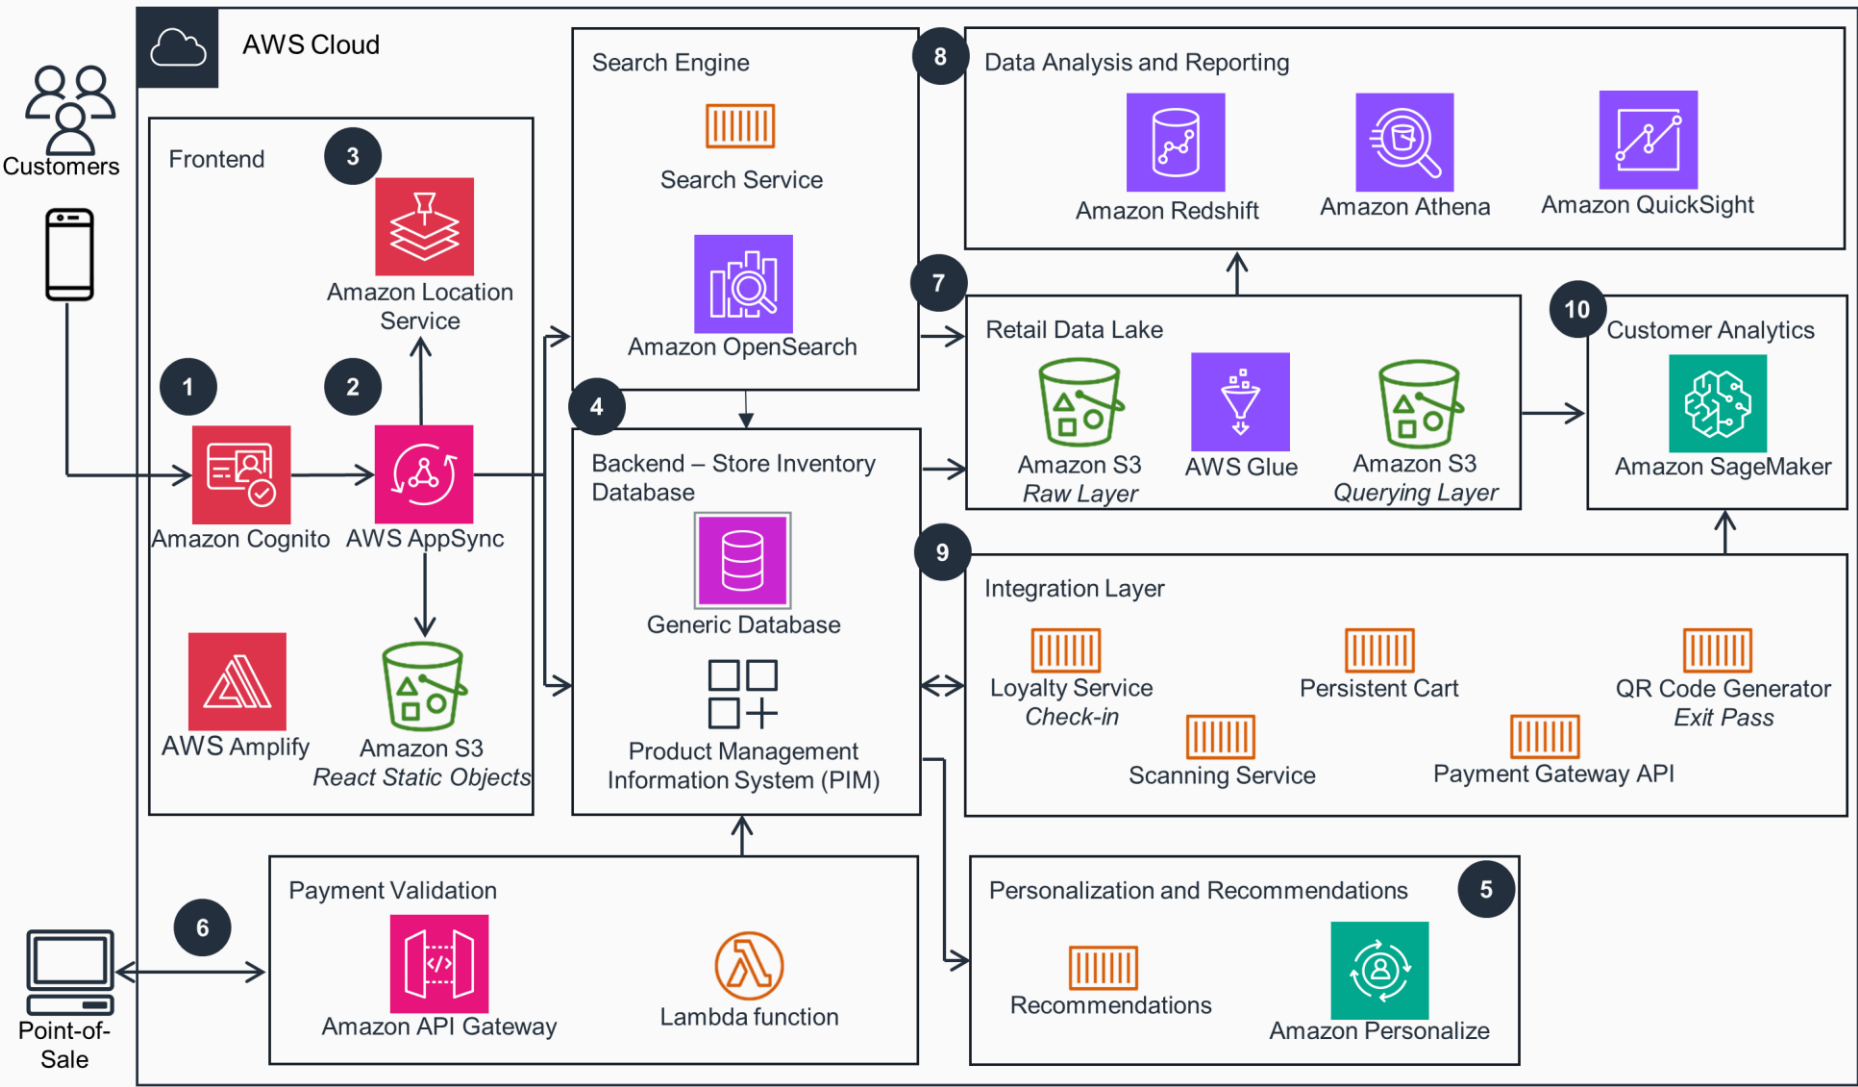 AWS Cloud
Customers
Frontend
3
Amazon Location
Service
1
2
Amazon Cognito
AWS AppSync
AWS Amplify
Amazon S3
React Static Objects
Search Engine
Search Service
Amazon OpenSearch
4
Backend – Store Inventory
Database
Generic Database
Product Management
Information System (PIM)
8
Data Analysis and Reporting
Amazon Redshift
Amazon Athena
Amazon QuickSight
7
Retail Data Lake
Amazon S3
Raw Layer
AWS Glue
Amazon S3
Querying Layer
10
Customer Analytics
Amazon SageMaker
9
Integration Layer
Loyalty Service
Check-in
Persistent Cart
QR Code Generator
Exit Pass
Scanning Service
Payment Gateway API
6
Point-of-
Sale
Payment Validation
Amazon API Gateway
Lambda function
Personalization and Recommendations
5
Recommendations
Amazon Personalize